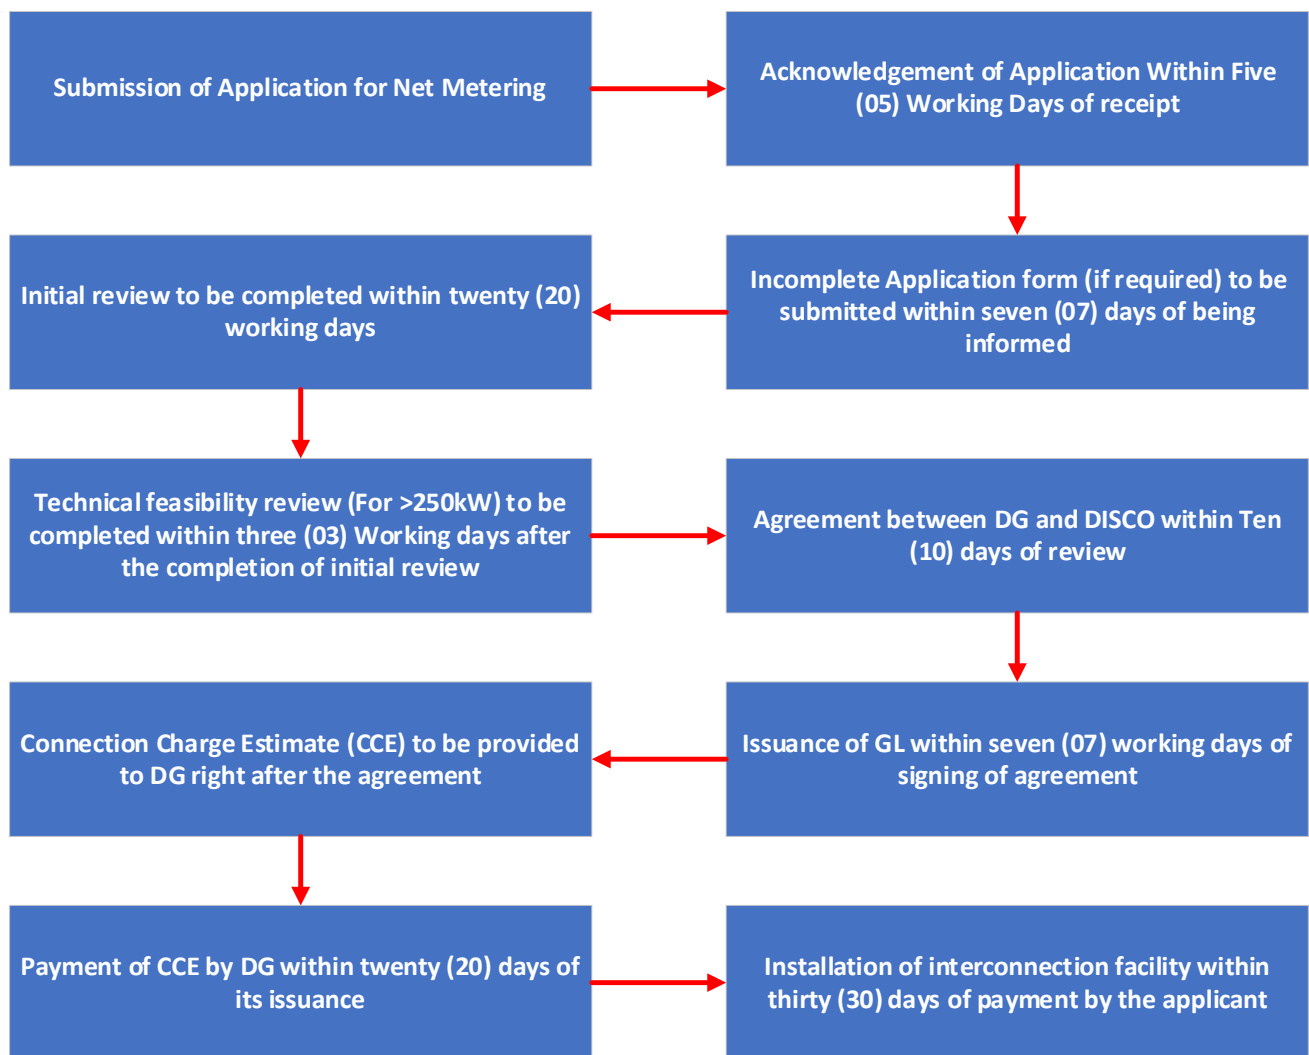 Submission of Application for Net Metering
Acknowledgement of Application Within Five
(05) Working Days of receipt
Incomplete Application form (if required) to be
submitted within seven (07) days of being
informed
Initial review to be completed within twenty (20)
working days
Technical feasibility review (For >250kW) to be
completed within three (03) Working days after
the completion of initial review
Agreement between DG and DISCO within Ten
(10) days of review
Issuance of GL within seven (07) working days of
signing of agreement
Connection Charge Estimate (CCE) to be provided
to DG right after the agreement
Payment of CCE by DG within twenty (20) days of
its issuance
Installation of interconnection facility within
thirty (30) days of payment by the applicant